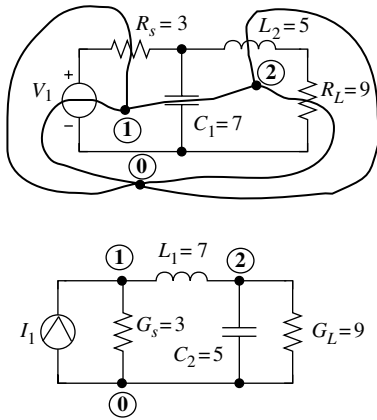 R_s = 3
L_2 = 5
+
V_1
−
1
2
C_1 = 7
R_L = 9
0
1
L_1 = 7
2
I_1
G_s = 3
C_2 = 5
G_L = 9
0